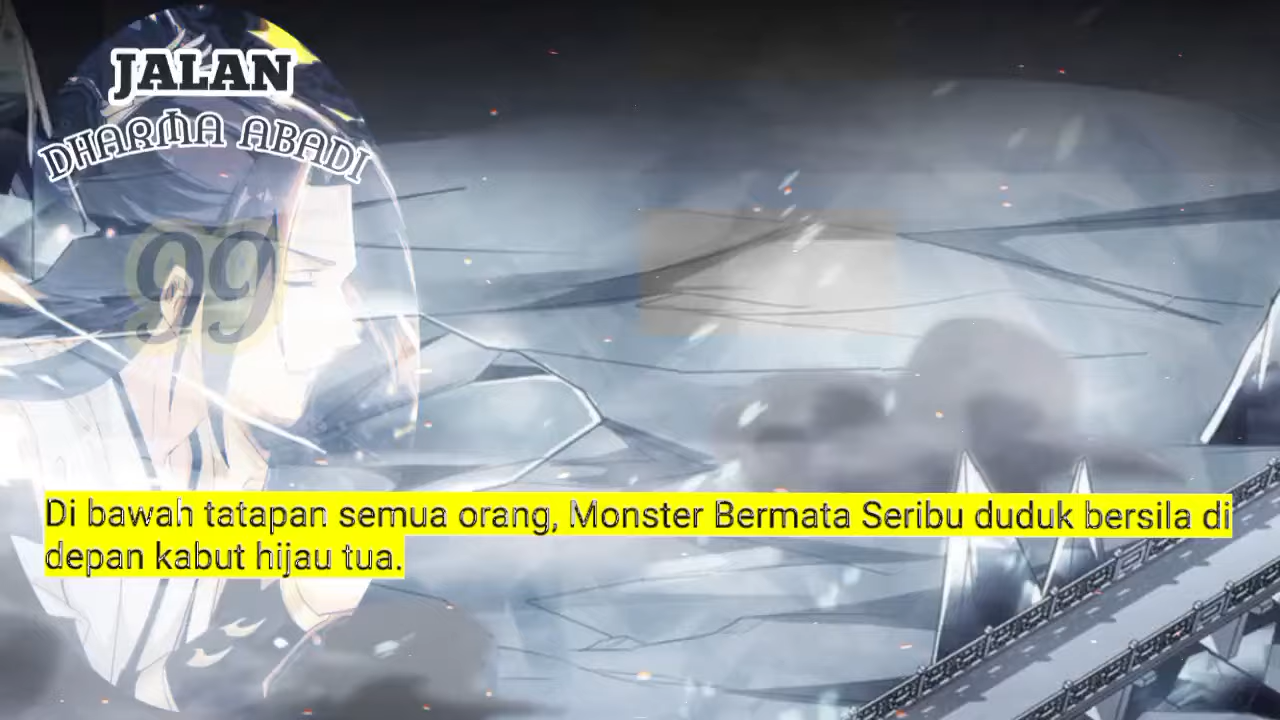 JALAN
DHARMA ABADI
99
Di bawah tatapan semua orang, Monster Bermata Seribu duduk bersila di
depan kabut hijau tua.